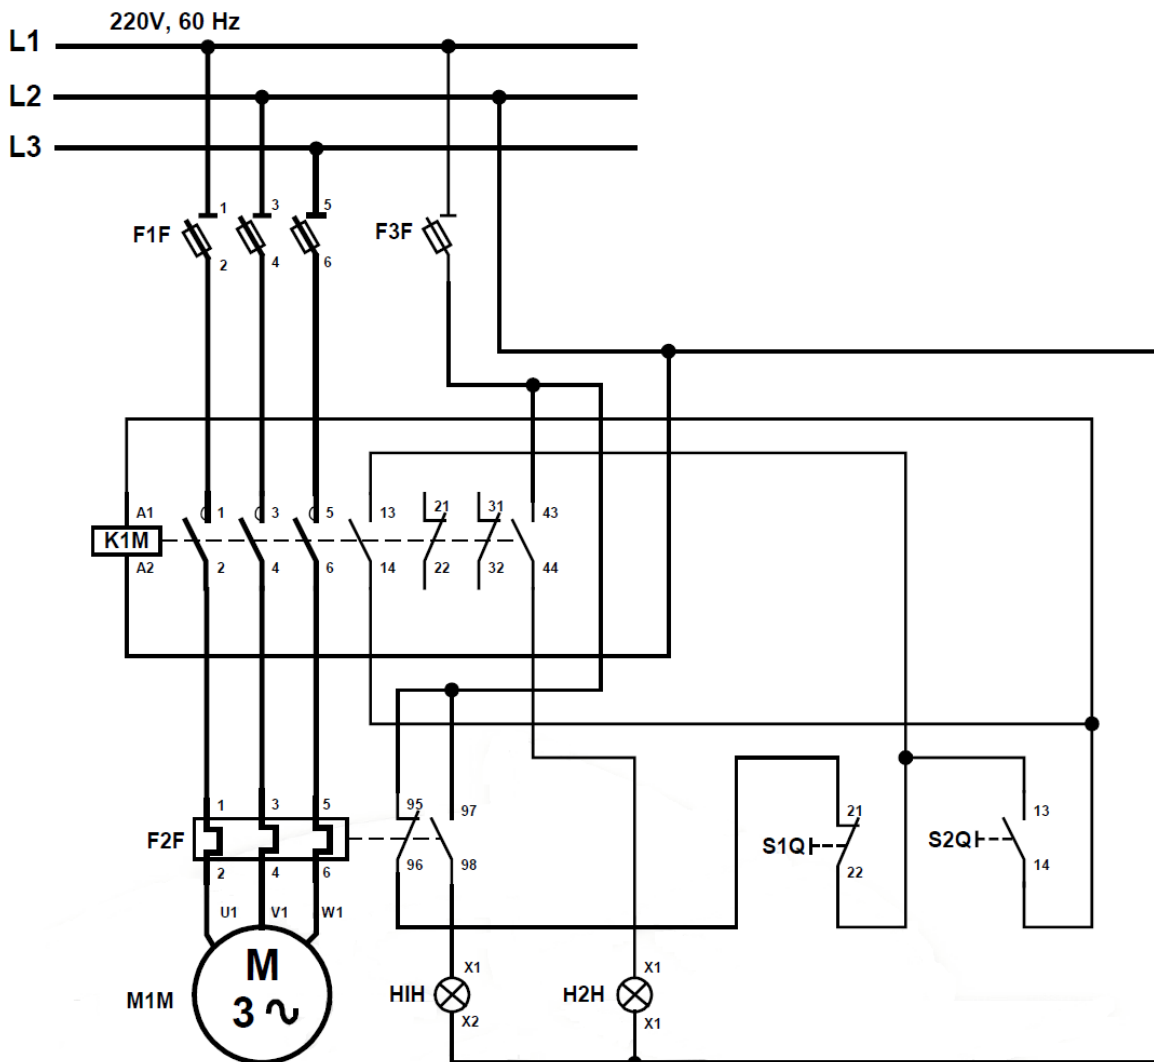 220V, 60 Hz
L1
L2
L3
1 3 5
F1F F3F
2 4 6
A1 1 3 5 13 21 31 43
K1M
A2 2 4 6 14 22 32 44
1 3 5 95 97 21 13
F2F S1Q S2Q
2 4 6 96 98 22 14
U1 V1 W1
M X1 X1
M1M 3 HIH H2H
X2 X1